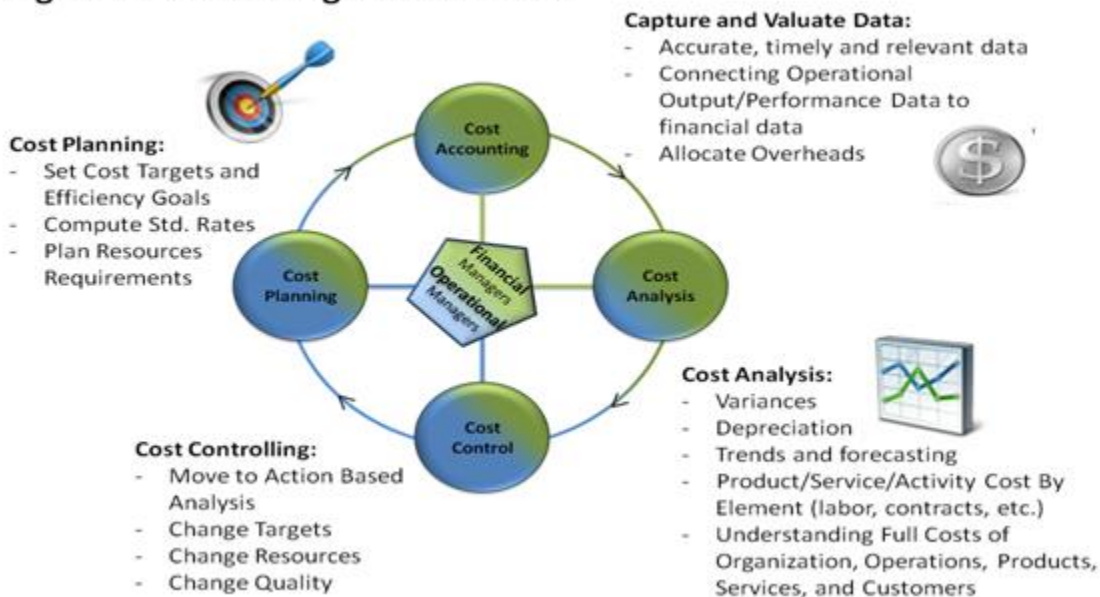 Capture and Valuate Data:
- Accurate, timely and relevant data
- Connecting Operational
Output/Performance Data to
financial data
- Allocate Overheads
Cost Planning:
- Set Cost Targets and
Efficiency Goals
- Compute Std. Rates
- Plan Resources
Requirements
Cost
Accounting
Cost
Planning
Financial
Managers
Operational
Managers
Cost
Analysis
Cost
Control
$
Cost Analysis:
- Variances
- Depreciation
- Trends and forecasting
- Product/Service/Activity Cost By
Element (labor, contracts, etc.)
- Understanding Full Costs of
Organization, Operations, Products,
Services, and Customers
Cost Controlling:
- Move to Action Based
Analysis
- Change Targets
- Change Resources
- Change Quality